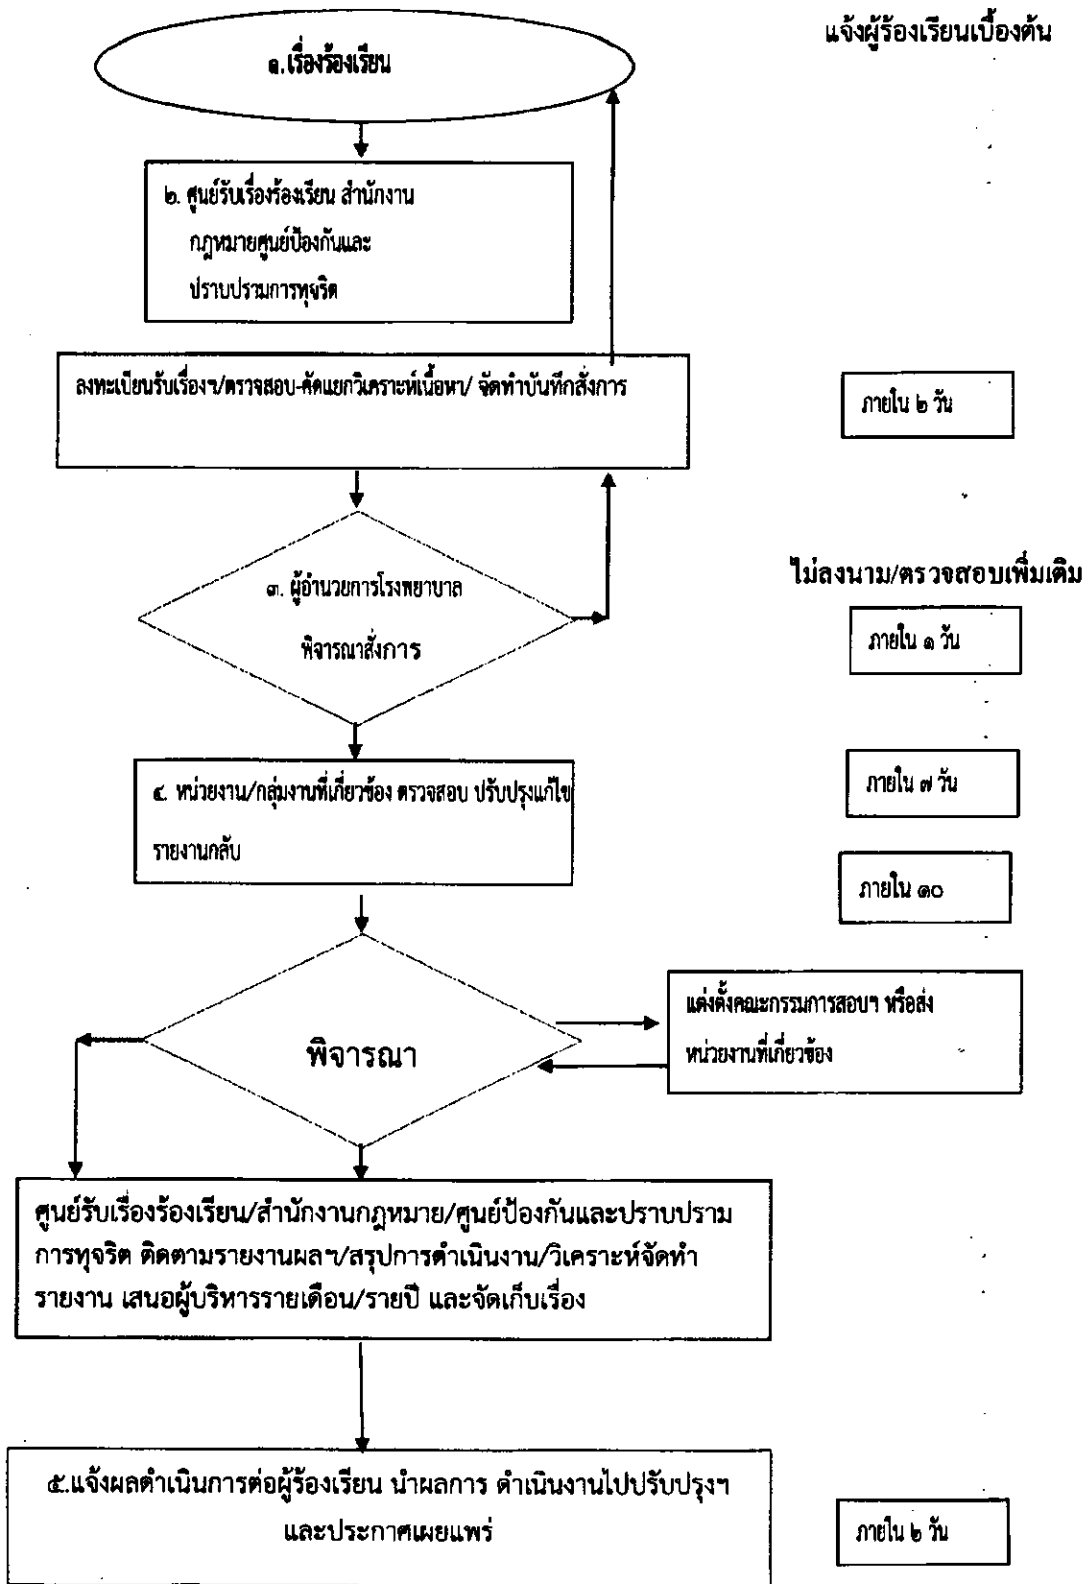 แจ้งผู้ร้องเรียนเบื้องต้น
๑.เรื่องร้องเรียน
๒. ศูนย์รับเรื่องร้องเรียน สำนักงาน
กฎหมายศูนย์ป้องกันและ
ปราบปรามการทุจริต
ลงทะเบียนรับเรื่องฯ/ตรวจสอบ-คัดแยกวิเคราะห์เนื้อหา/ จัดทำบันทึกสั่งการ
ภายใน ๒ วัน
๓. ผู้อำนวยการโรงพยาบาล
พิจารณาสั่งการ
ไม่ลงนาม/ตรวจสอบเพิ่มเติม
ภายใน ๑ วัน
๔. หน่วยงาน/กลุ่มงานที่เกี่ยวข้อง ตรวจสอบ ปรับปรุงแก้ไข
รายงานกลับ
ภายใน ๗ วัน
ภายใน ๑๐
พิจารณา
แต่งตั้งคณะกรรมการสอบฯ หรือส่ง
หน่วยงานที่เกี่ยวข้อง
ศูนย์รับเรื่องร้องเรียน/สำนักงานกฎหมาย/ศูนย์ป้องกันและปราบปราม
การทุจริต ติดตามรายงานผลฯ/สรุปการดำเนินงาน/วิเคราะห์จัดทำ
รายงาน เสนอผู้บริหารรายเดือน/รายปี และจัดเก็บเรื่อง
๕.แจ้งผลดำเนินการต่อผู้ร้องเรียน นำผลการ ดำเนินงานไปปรับปรุงฯ
และประกาศเผยแพร่
ภายใน ๒ วัน